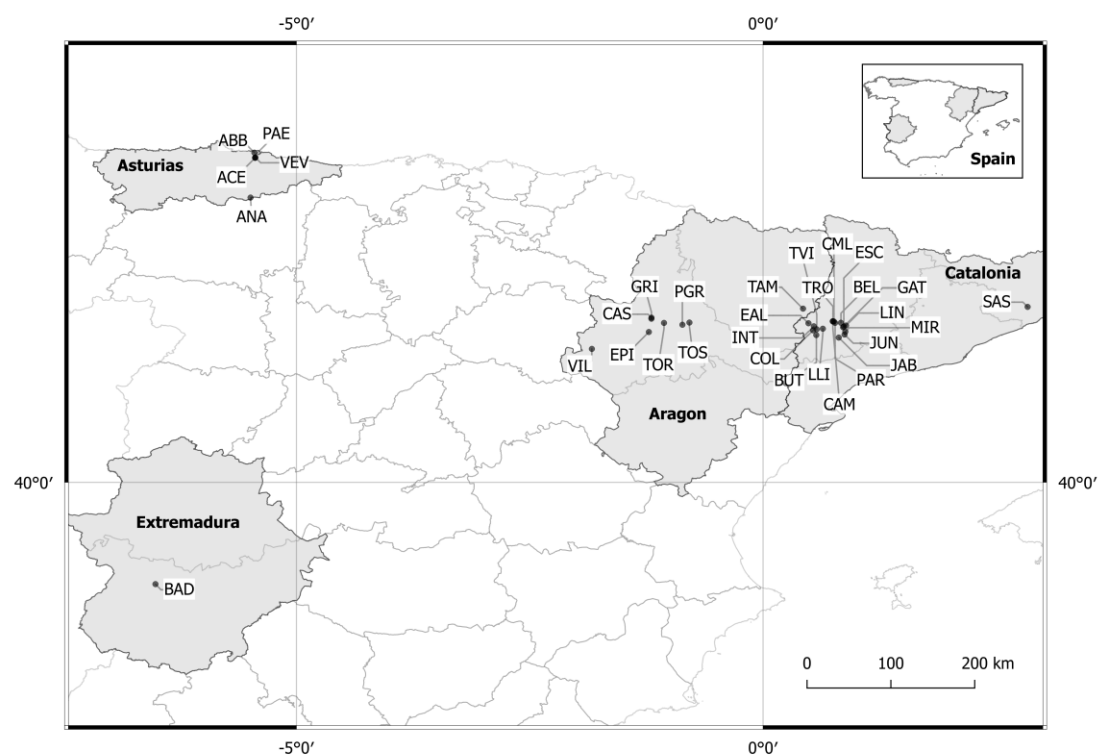 -5°0′ 0°0′
Spain
ABB PAE
Asturias VEV
ACE
ANA
CML ESC
TVI
Catalonia
GRI PGR TAM TRO BEL GAT
SAS
CAS EAL LIN
INT MIR
EPI TOR TOS COL JUN
VIL BUT LLI PAR JAB
CAM
Aragon
40°0′ 40°0′
Extremadura
BAD
0 100 200 km
-5°0′ 0°0′